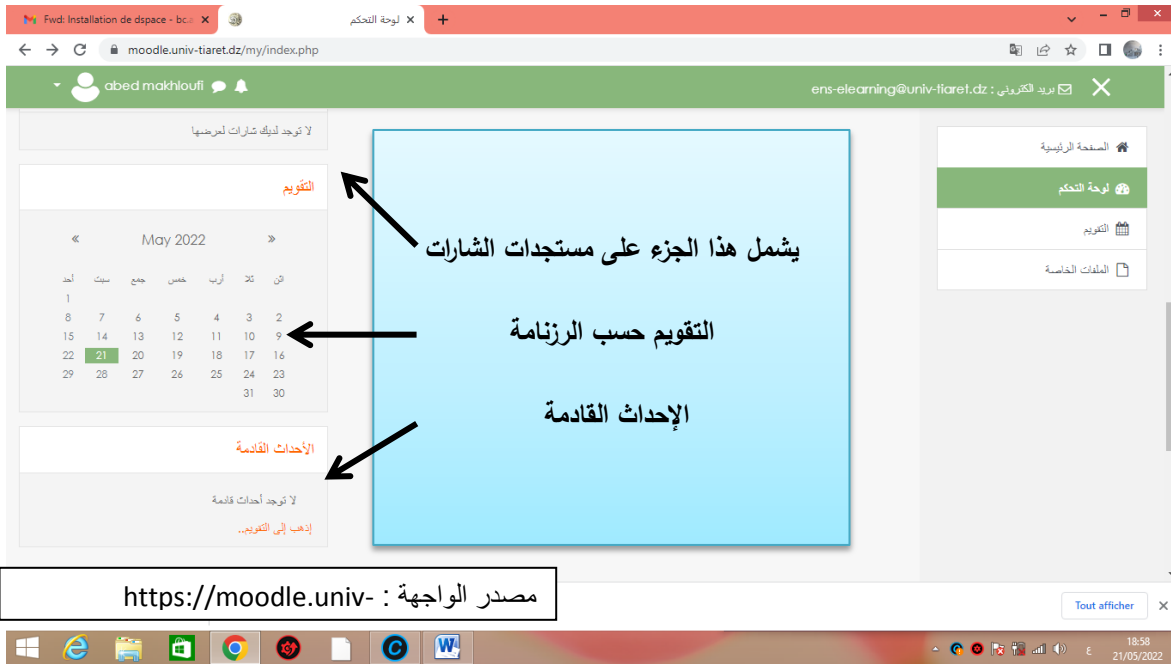 Fwd: Installation de dspace - bc.a
لوحة التحكم
moodle.univ-tiaret.dz/my/index.php
abed makhloufi
بريد الكتروني : ens-elearning@univ-tiaret.dz
الصفحة الرئيسية
لوحة التحكم
التقويم
الملفات الخاصة
لا توجد لديك شارات لعرضها
التقويم
« May 2022 »
اثن ثلا أرب خمس جمع سبت أحد
1
2 3 4 5 6 7 8
9 10 11 12 13 14 15
16 17 18 19 20 21 22
23 24 25 26 27 28 29
30 31
الأحداث القادمة
لا توجد أحداث قادمة
إذهب إلى التقويم..
يشمل هذا الجزء على مستجدات الشارات
التقويم حسب الرزنامة
الإحداث القادمة
مصدر الواجهة : https://moodle.univ-
Tout afficher
ع
18:58
21/05/2022